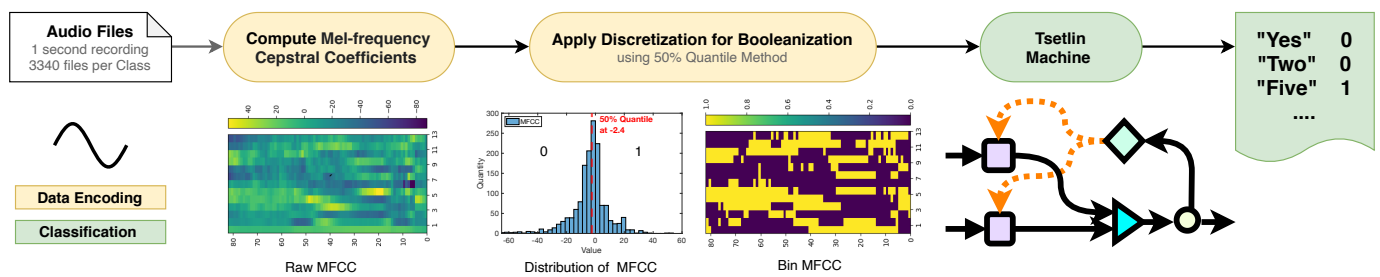 Audio Files
1 second recording
3340 files per Class
Compute Mel-frequency
Cepstral Coefficients
Apply Discretization for Booleanization
using 50% Quantile Method
Tsetlin
Machine
"Yes" 0
"Two" 0
"Five" 1
....
Data Encoding
Classification
40 20 0 −20 −40 −60 −80
13 11 9 7 5 3 1
80 70 60 50 40 30 20 10 0
Raw MFCC
MFCC
50% Quantile
at -2.4
0 1
Quantity
300
250
200
150
100
50
0
-60 -40 -20 0 20 40 60
Value
Distribution of MFCC
1.0 0.8 0.6 0.4 0.2 0.0
13 11 9 7 5 3 1
80 70 60 50 40 30 20 10 0
Bin MFCC